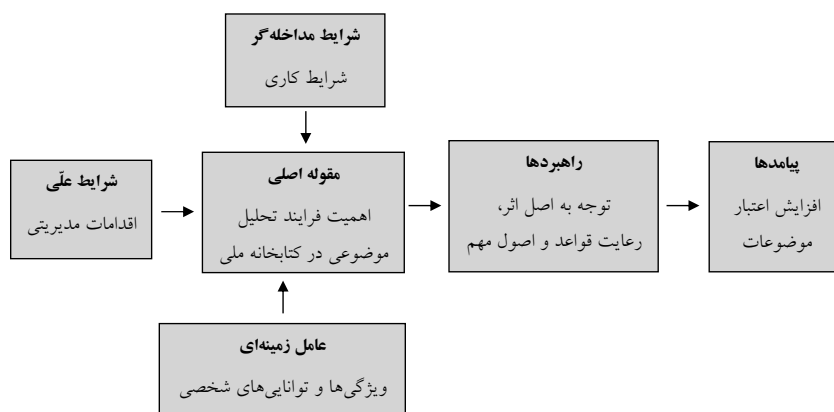 شرایط مداخله‌گر
شرایط کاری
شرایط علّی
اقدامات مدیریتی
مقوله اصلی
اهمیت فرایند تحلیل
موضوعی در کتابخانه ملی
راهبردها
توجه به اصل اثر،
رعایت قواعد و اصول مهم
پیامدها
افزایش اعتبار
موضوعات
عامل زمینه‌ای
ویژگی‌ها و توانایی‌های شخصی